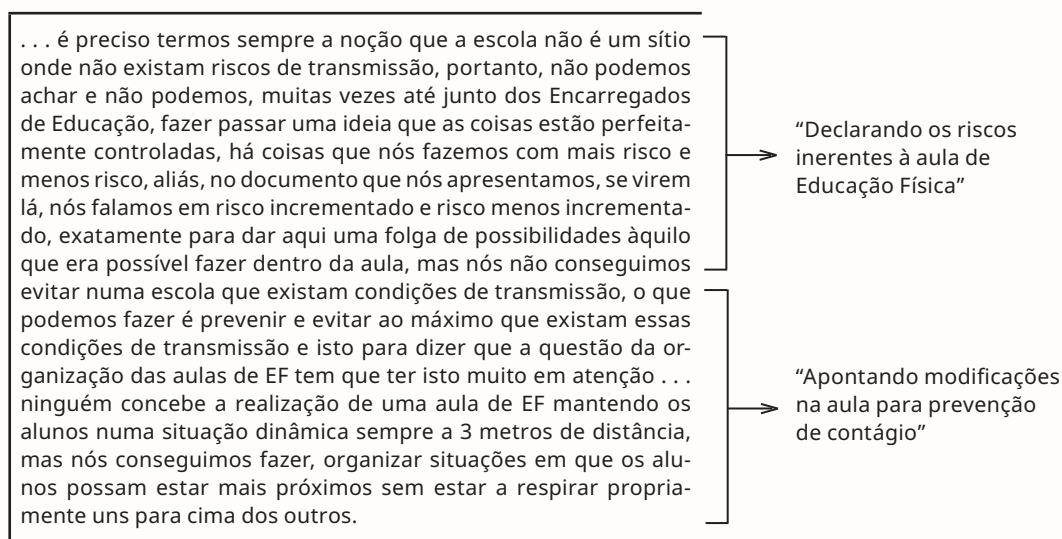 . . . é preciso termos sempre a noção que a escola não é um sítio
onde não existam riscos de transmissão, portanto, não podemos
achar e não podemos, muitas vezes até junto dos Encarregados
de Educação, fazer passar uma ideia que as coisas estão perfeita-
mente controladas, há coisas que nós fazemos com mais risco e
menos risco, aliás, no documento que nós apresentamos, se virem
lá, nós falamos em risco incrementado e risco menos incrementa-
do, exatamente para dar aqui uma folga de possibilidades àquilo
que era possível fazer dentro da aula, mas nós não conseguimos
evitar numa escola que existam condições de transmissão, o que
podemos fazer é prevenir e evitar ao máximo que existam essas
condições de transmissão e isto para dizer que a questão da or-
ganização das aulas de EF tem que ter isto muito em atenção . . .
ninguém concebe a realização de uma aula de EF mantendo os
alunos numa situação dinâmica sempre a 3 metros de distância,
mas nós conseguimos fazer, organizar situações em que os alu-
nos possam estar mais próximos sem estar a respirar propria-
mente uns para cima dos outros.
“Declarando os riscos
inerentes à aula de
Educação Física”
“Apontando modificações
na aula para prevenção
de contágio”